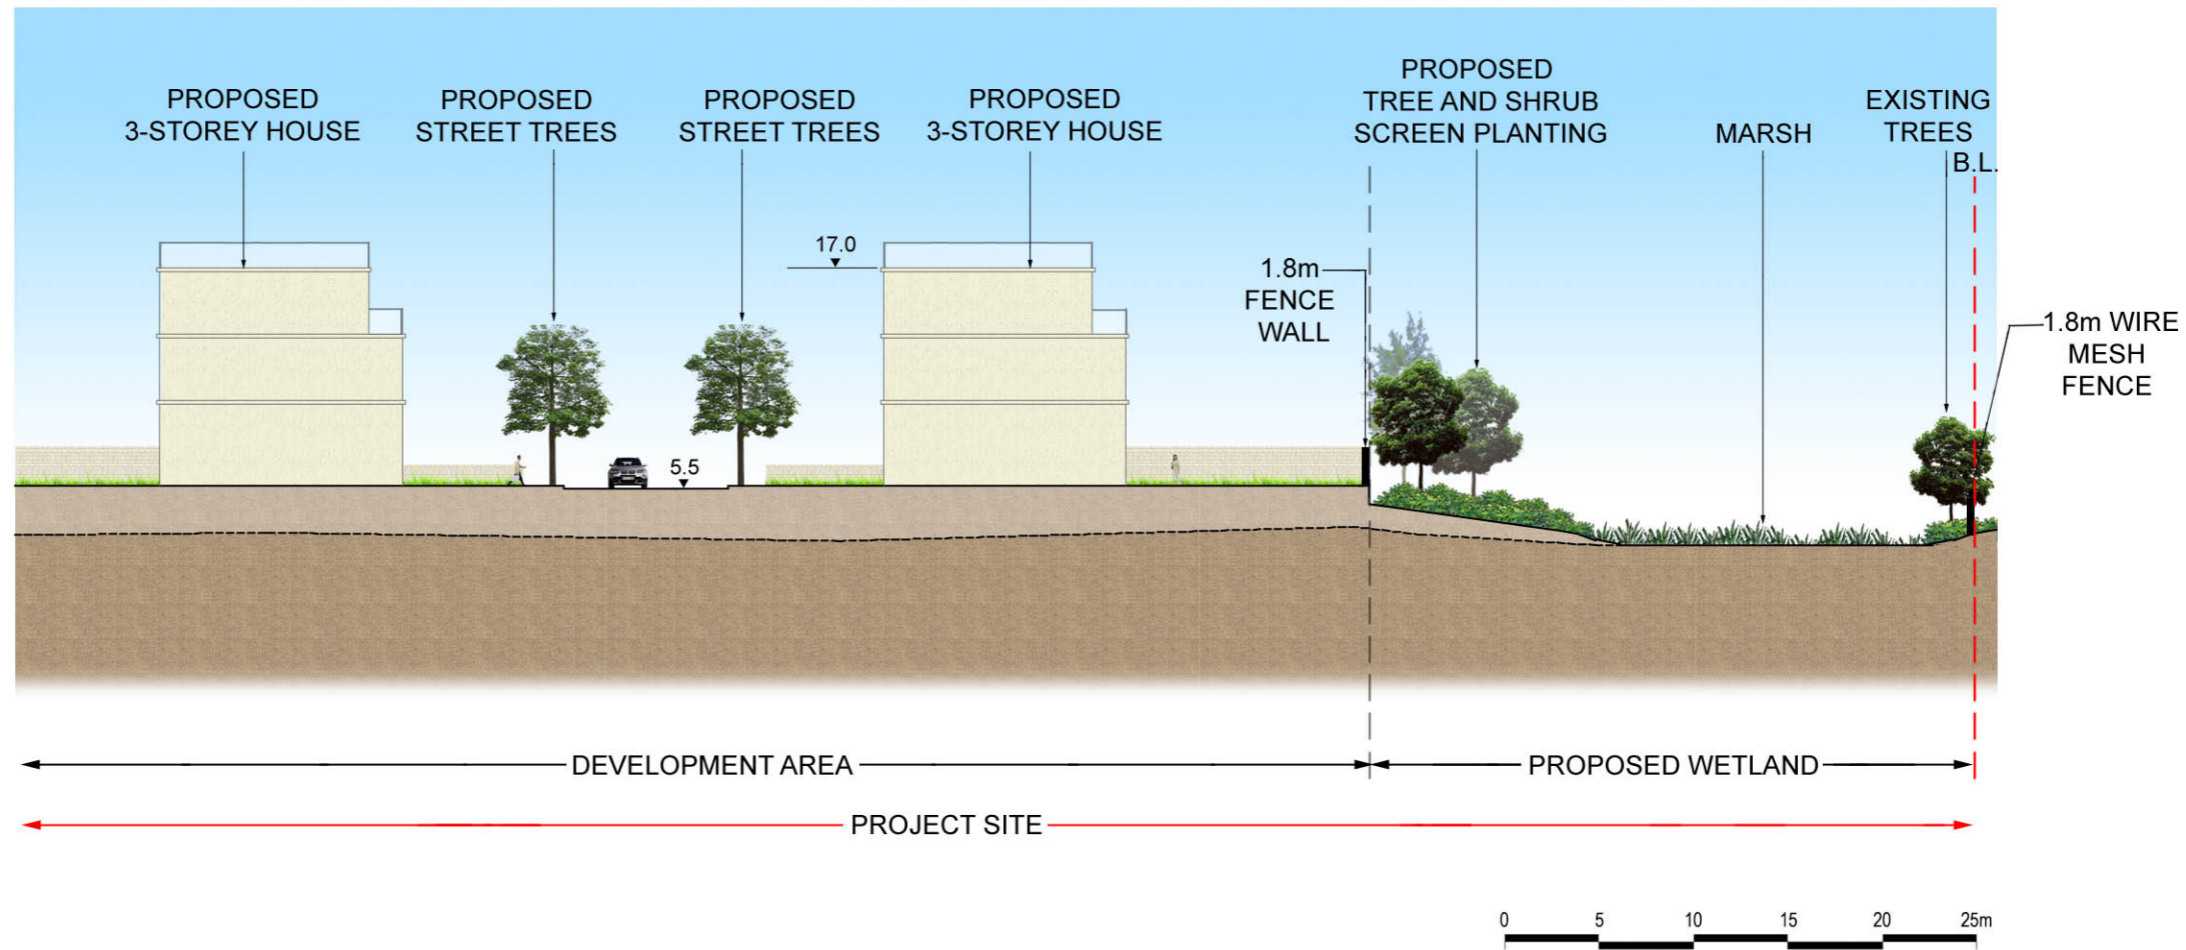 PROPOSED
3-STOREY HOUSE
PROPOSED
STREET TREES
PROPOSED
STREET TREES
PROPOSED
3-STOREY HOUSE
PROPOSED
TREE AND SHRUB
SCREEN PLANTING
MARSH
EXISTING
TREES
B.L.
17.0
1.8m
FENCE
WALL
1.8m WIRE
MESH
FENCE
5.5
DEVELOPMENT AREA
PROPOSED WETLAND
PROJECT SITE
0 5 10 15 20 25m